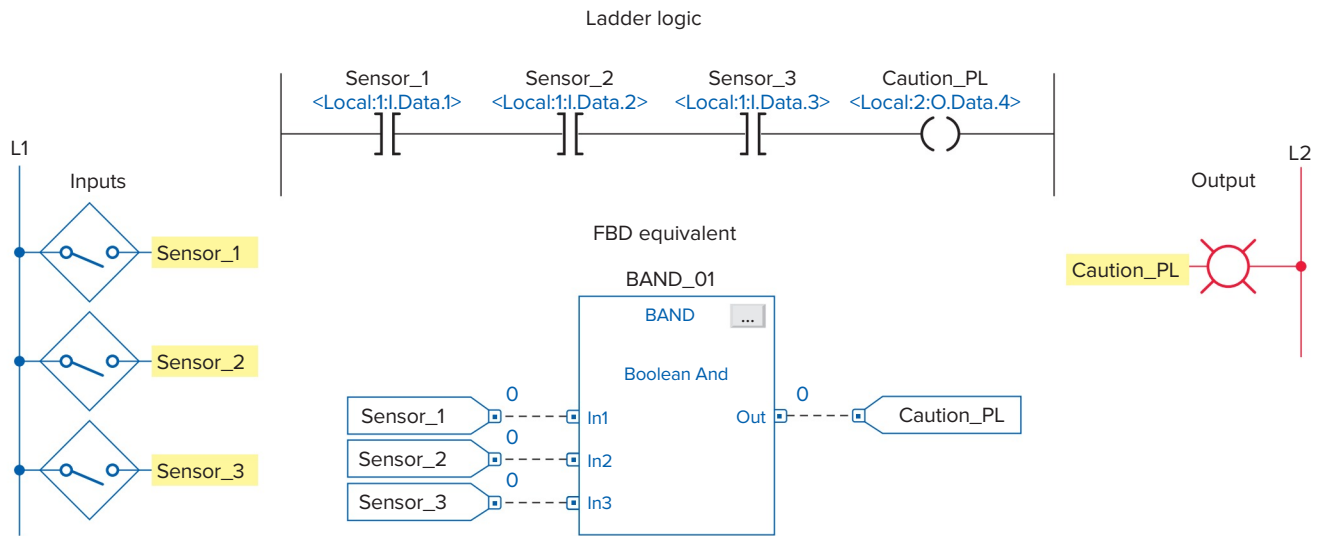 Ladder logic
Sensor_1 Sensor_2 Sensor_3 Caution_PL
<Local:1:I.Data.1> <Local:1:I.Data.2> <Local:1:I.Data.3> <Local:2:O.Data.4>
L1
L2
Inputs
Output
Sensor_1
Sensor_2
Sensor_3
Caution_PL
FBD equivalent
BAND_01
BAND ...
Boolean And
Sensor_1 0 In1 Out 0 Caution_PL
Sensor_2 0 In2
Sensor_3 0 In3